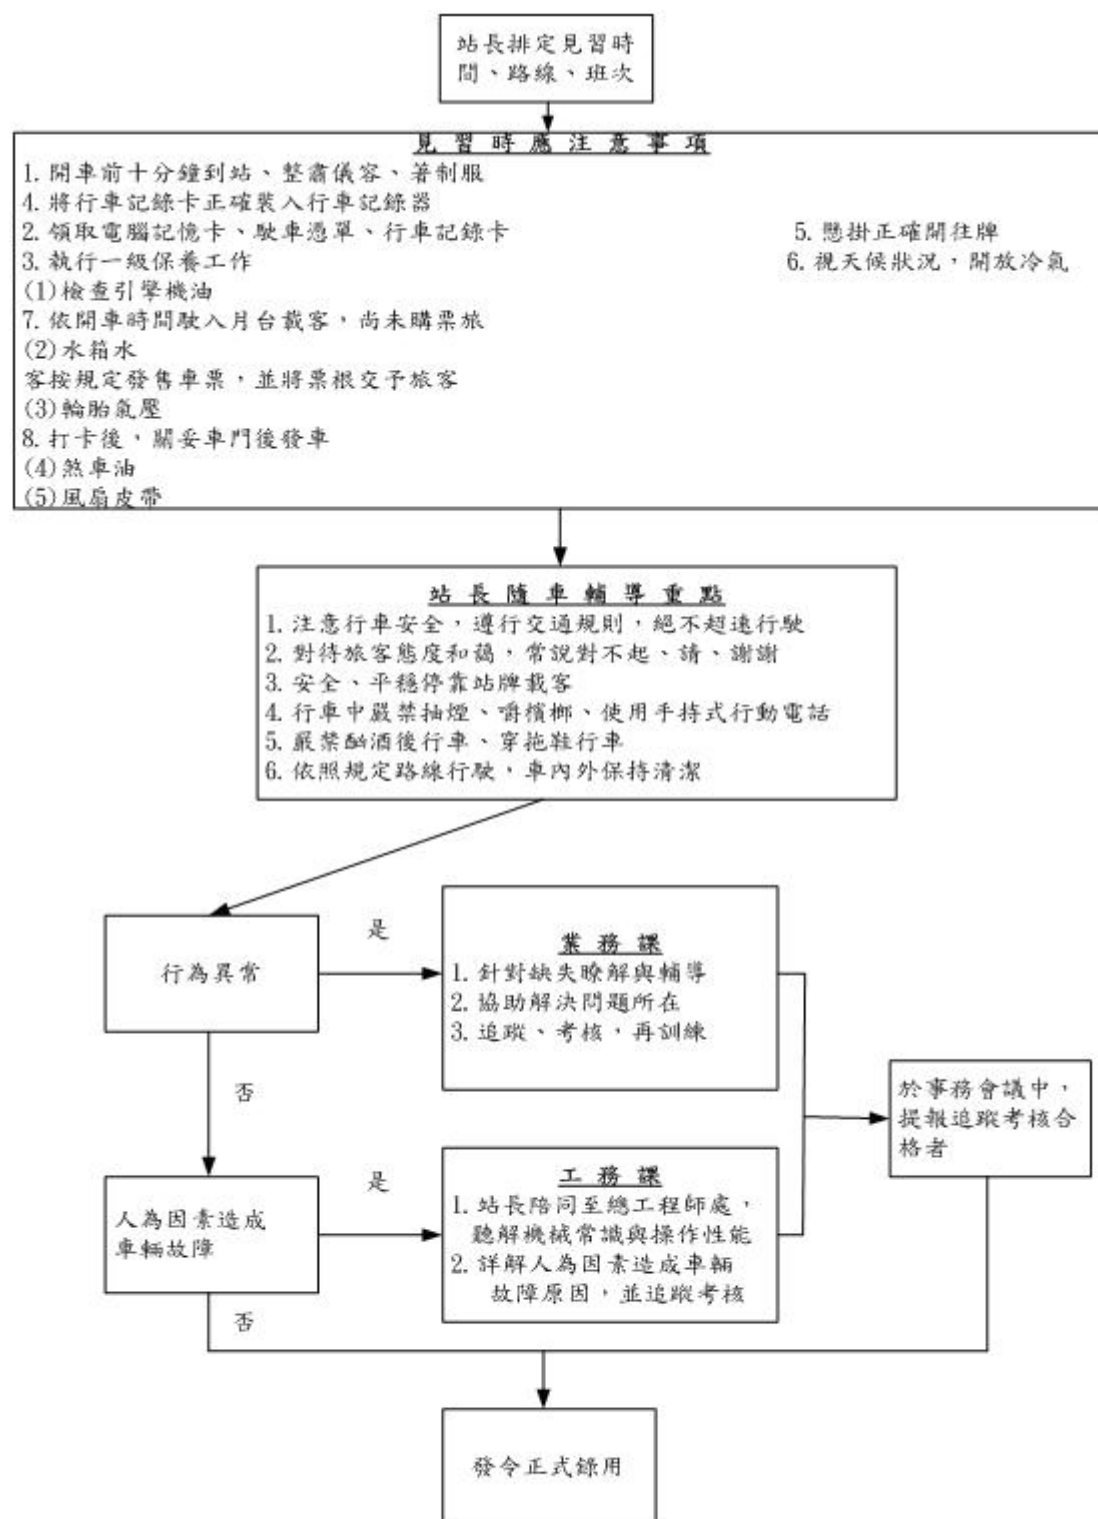 站長排定見習時
間、路線、班次
見習時應注意事項
1. 開車前十分鐘到站、整肅儀容、著制服
4. 將行車記錄卡正確裝入行車記錄器
2. 領取電腦記憶卡、駛車憑單、行車記錄卡 5. 懸掛正確開往牌
3. 執行一級保養工作 6. 視天候狀況，開放冷氣
(1)檢查引擎機油
7. 依開車時間駛入月台載客，尚未購票旅
(2)水箱水
客按規定發售車票，並將票根交予旅客
(3)輪胎氣壓
8. 打卡後，關妥車門後發車
(4)煞車油
(5)風扇皮帶
站長隨車輔導重點
1. 注意行車安全，遵行交通規則，絕不超速行駛
2. 對待旅客態度和藹，常說對不起、請、謝謝
3. 安全、平穩停靠站牌載客
4. 行車中嚴禁抽煙、嚼檳榔、使用手持式行動電話
5. 嚴禁酗酒後行車、穿拖鞋行車
6. 依照規定路線行駛，車內外保持清潔
行為異常
是
業務課
1. 針對缺失瞭解與輔導
2. 協助解決問題所在
3. 追蹤、考核，再訓練
否
於事務會議中，
提報追蹤考核合
格者
人為因素造成
車輛故障
是
工務課
1. 站長陪同至總工程師處，
聽解機械常識與操作性能
2. 詳解人為因素造成車輛
故障原因，並追蹤考核
否
發令正式錄用